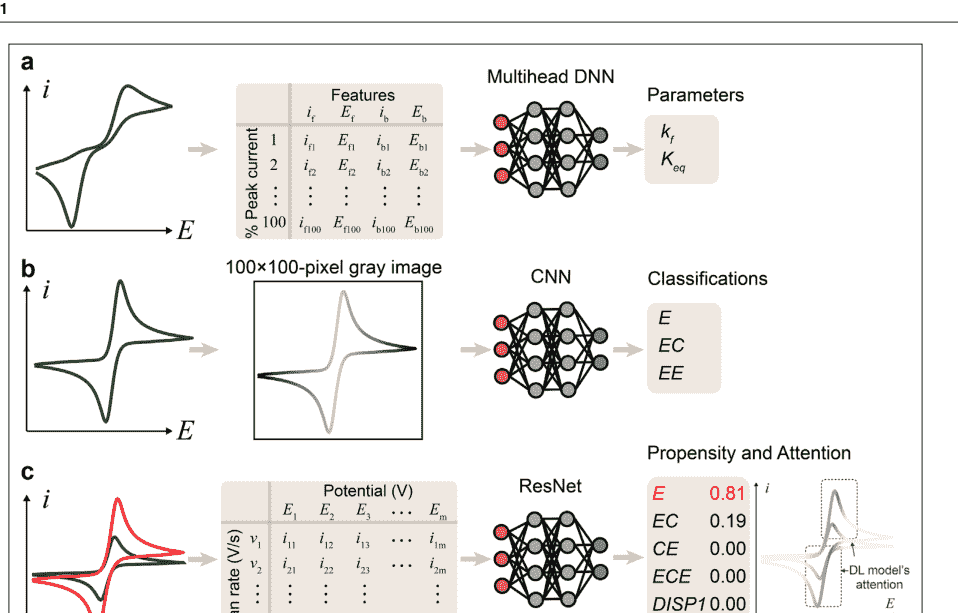 1
a
i
E
Features
i_f E_f i_b E_b
% Peak current
1 i_f1 E_f1 i_b1 E_b1
2 i_f2 E_f2 i_b2 E_b2
⋮ ⋮ ⋮ ⋮ ⋮
100 i_f100 E_f100 i_b100 E_b100
Multihead DNN
Parameters
k_f
K_eq
b
i
E
100×100-pixel gray image
CNN
Classifications
E
EC
EE
c
i
Potential (V)
E_1 E_2 E_3 ⋯ E_m
v_1 i_11 i_12 i_13 ⋯ i_1m
v_2 i_21 i_22 i_23 ⋯ i_2m
⋮ ⋮ ⋮ ⋮ ⋮
rate (V/s)
ResNet
Propensity and Attention
E 0.81
EC 0.19
CE 0.00
ECE 0.00
DISP1 0.00
i
DL model's
attention
E